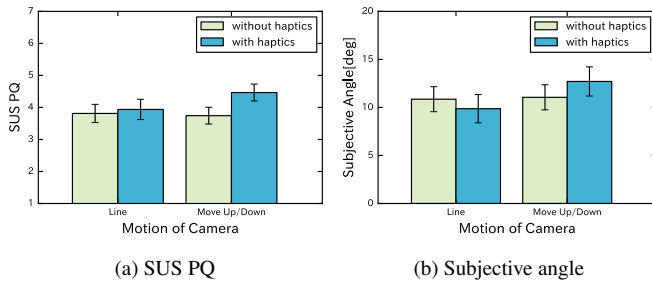 7
6
5
4
3
2
1
SUS PQ
without haptics
with haptics
Line
Move Up/Down
Motion of Camera
(a) SUS PQ
20
15
10
5
0
Subjective Angle[deg]
without haptics
with haptics
Line
Move Up/Down
Motion of Camera
(b) Subjective angle